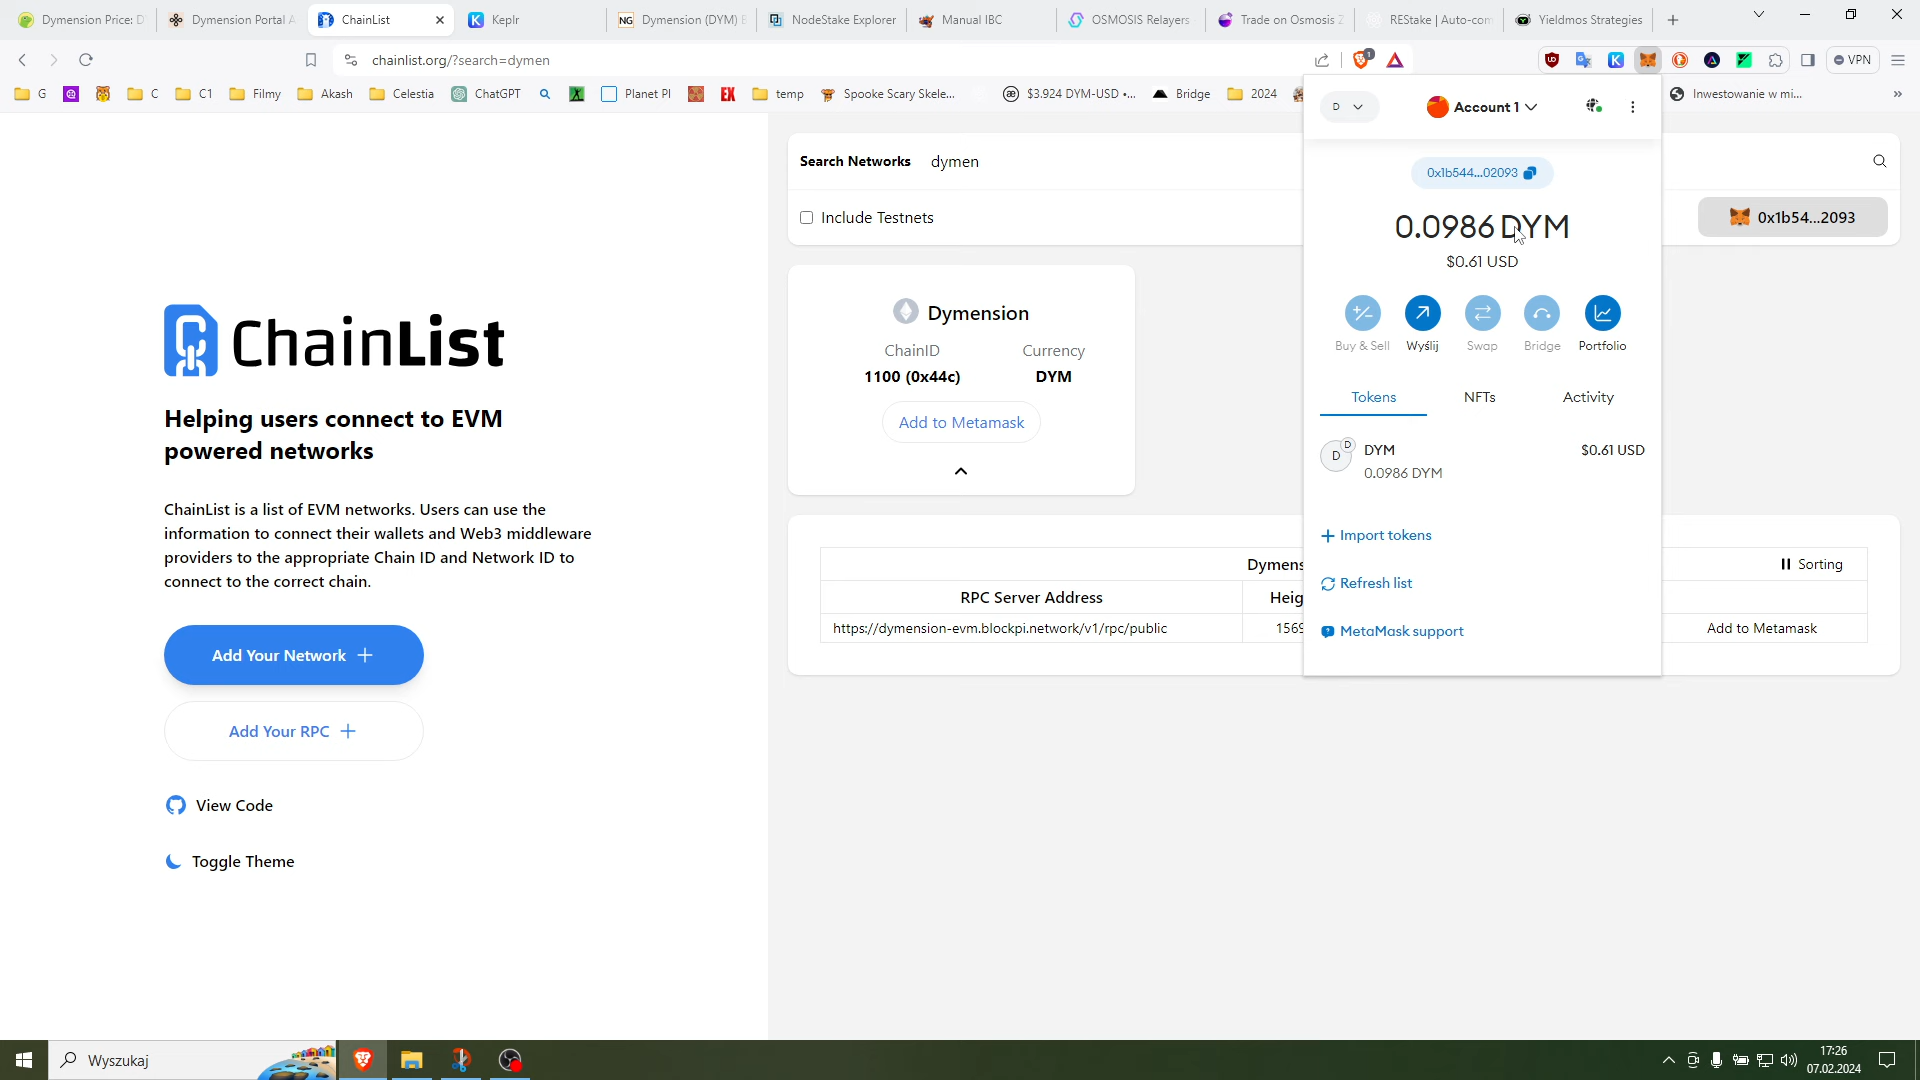 Dymension Price: D
Dymension Portal A
ChainList
Keplr
NG Dymension (DYM) E
NodeStake Explorer
Manual IBC
OSMOSIS Relayers
Trade on Osmosis Z
REStake | Auto-com
Yieldmos Strategies
chainlist.org/?search=dymen
1
VPN
G
C
C1
Filmy
Akash
Celestia
ChatGPT
Planet Pl
EX
temp
Spooke Scary Skele...
$3.924 DYM-USD •...
Bridge
2024
Inwestowanie w mi...
»
ChainList
Helping users connect to EVM
powered networks
ChainList is a list of EVM networks. Users can use the
information to connect their wallets and Web3 middleware
providers to the appropriate Chain ID and Network ID to
connect to the correct chain.
Add Your Network
Add Your RPC
View Code
Toggle Theme
Search Networks dymen
Include Testnets
0x1b54...2093
Dymension
ChainID Currency
1100 (0x44c) DYM
Add to Metamask
Dymens
Sorting
RPC Server Address Heig
https://dymension-evm.blockpi.network/v1/rpc/public 1569
Add to Metamask
D
Account 1
0x1b544...02093
0.0986 DYM
$0.61 USD
Buy & Sell Wyślij Swap Bridge Portfolio
Tokens NFTs Activity
D D DYM $0.61 USD
0.0986 DYM
Import tokens
Refresh list
MetaMask support
Wyszukaj
17:26
07.02.2024